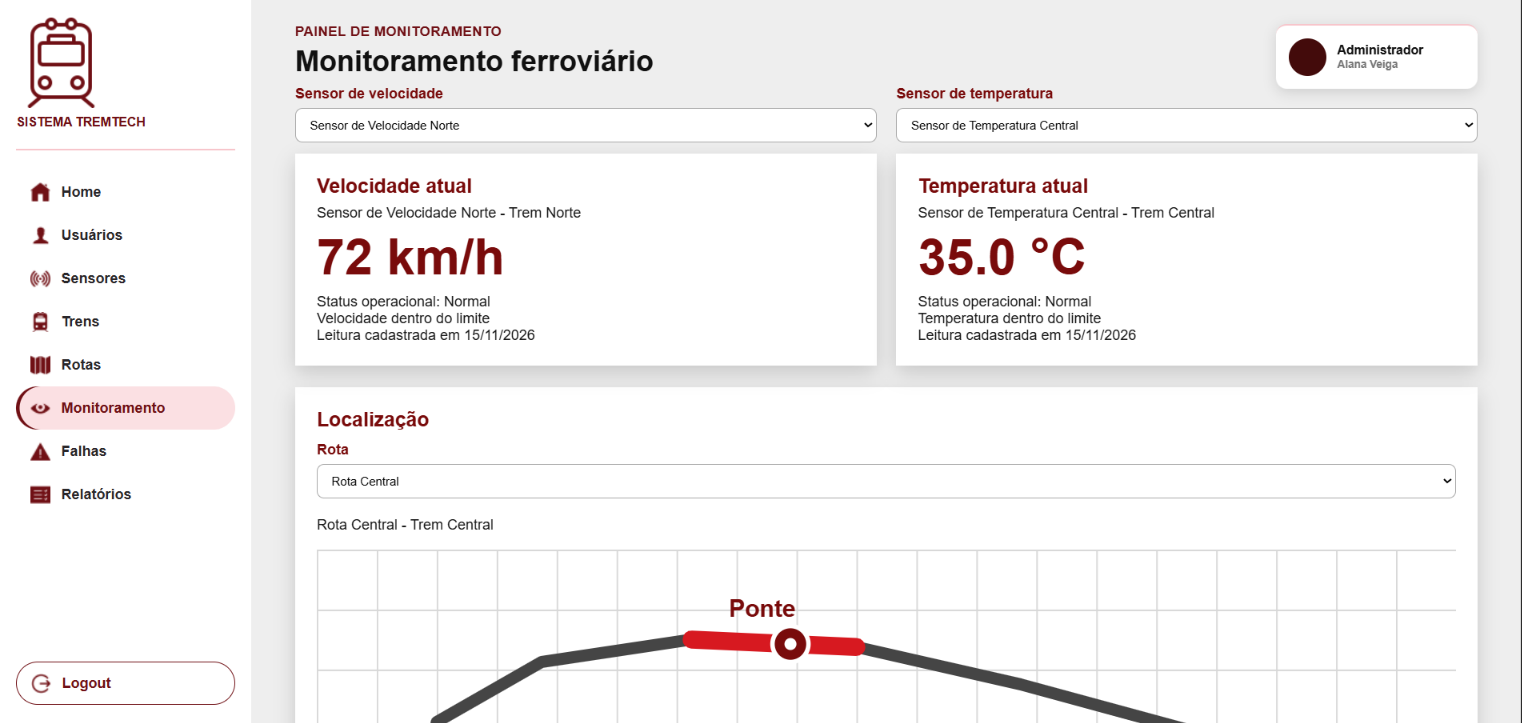 SISTEMA TREMTECH
Home
Usuários
Sensores
Trens
Rotas
Monitoramento
Falhas
Relatórios
Logout
PAINEL DE MONITORAMENTO
Monitoramento ferroviário
Administrador
Alana Veiga
Sensor de velocidade
Sensor de Velocidade Norte
Sensor de temperatura
Sensor de Temperatura Central
Velocidade atual
Sensor de Velocidade Norte - Trem Norte
72 km/h
Status operacional: Normal
Velocidade dentro do limite
Leitura cadastrada em 15/11/2026
Temperatura atual
Sensor de Temperatura Central - Trem Central
35.0 °C
Status operacional: Normal
Temperatura dentro do limite
Leitura cadastrada em 15/11/2026
Localização
Rota
Rota Central
Rota Central - Trem Central
Ponte